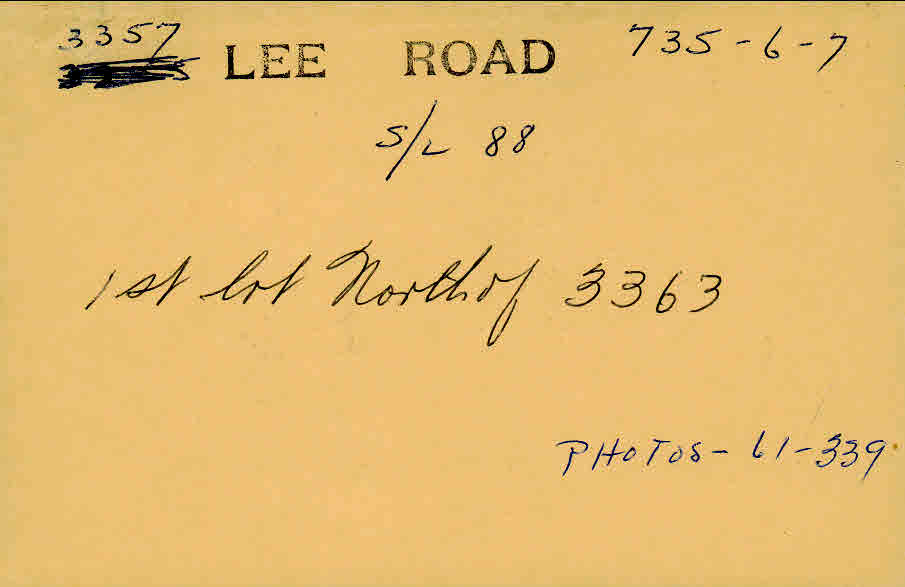 3357 LEE ROAD 735-6-7
S/L 88
1st lot North of 3363
PHOTOS- 61-339